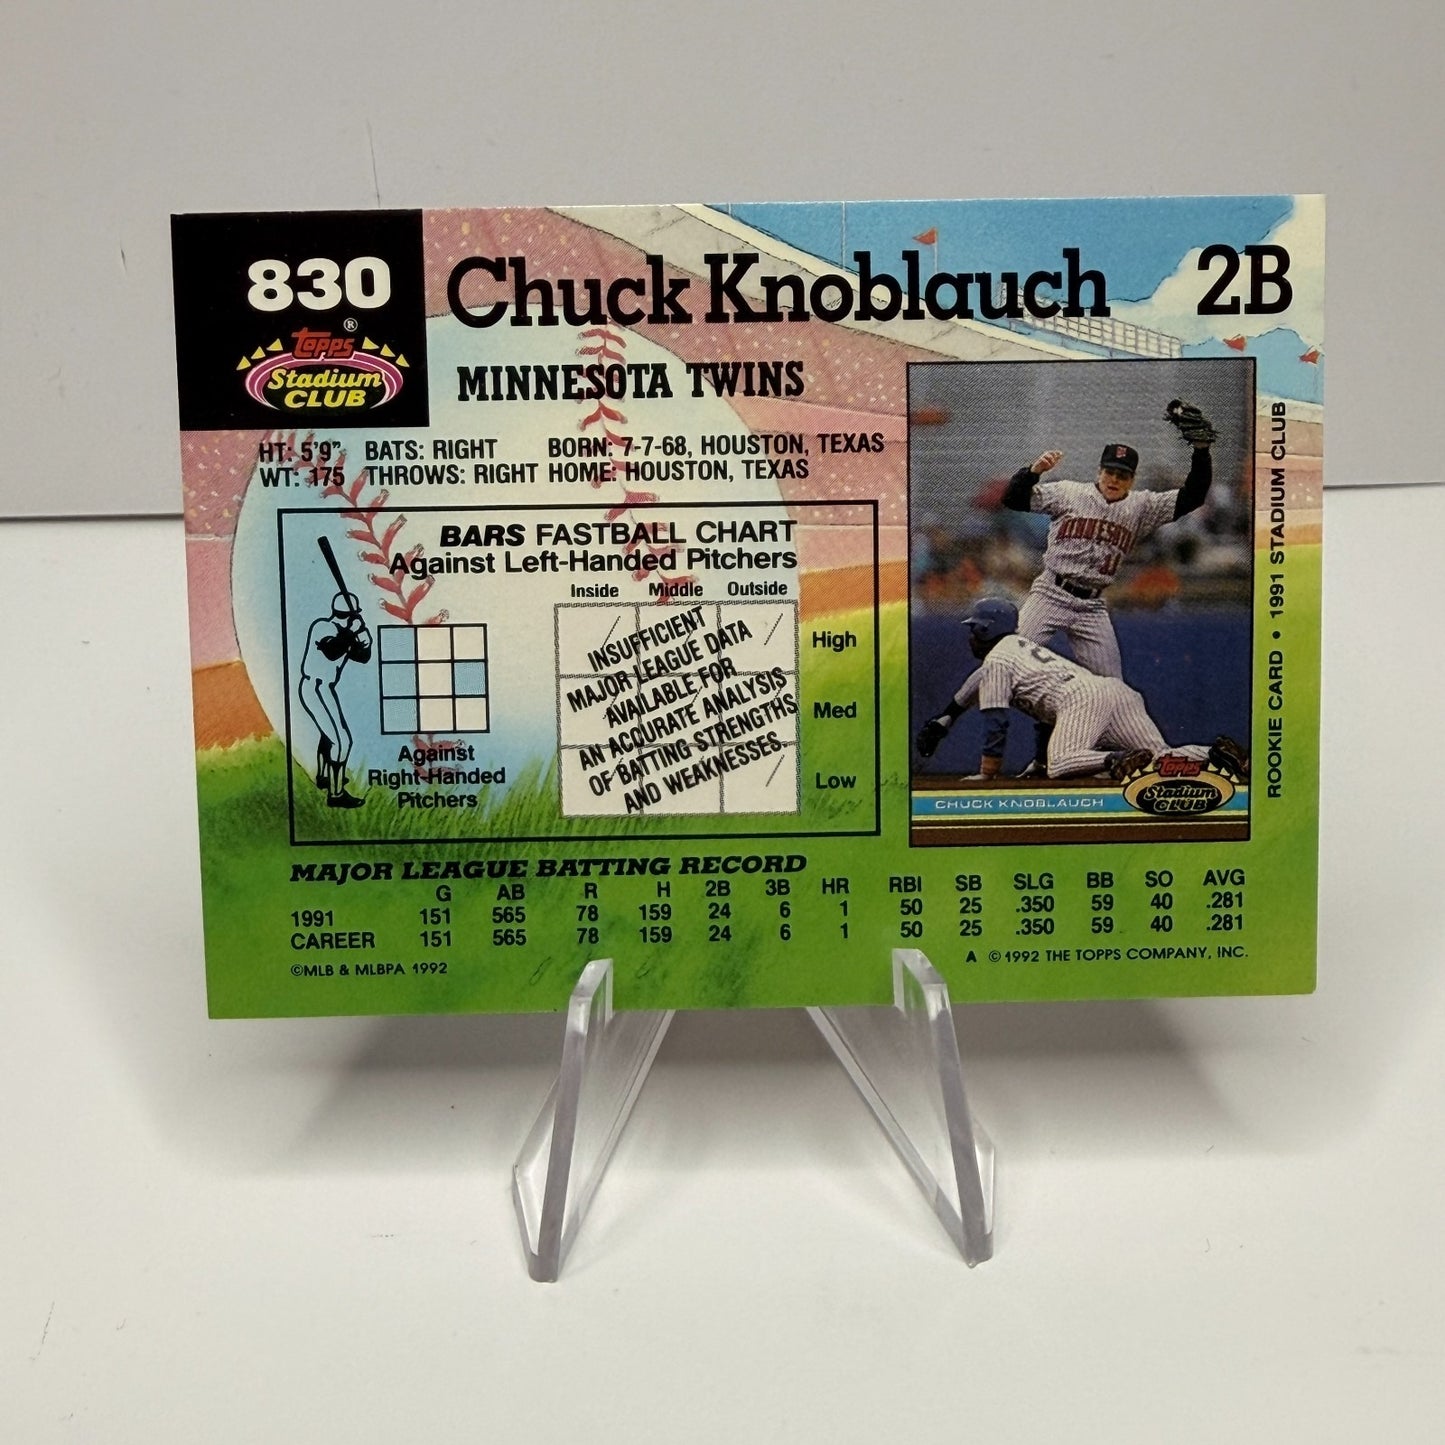 830
Topps ®
Stadium
CLUB
Chuck Knoblauch 2B
MINNESOTA TWINS
HT: 5'9" BATS: RIGHT BORN: 7-7-68, HOUSTON, TEXAS
WT: 175 THROWS: RIGHT HOME: HOUSTON, TEXAS
BARS FASTBALL CHART
Against Left-Handed Pitchers
Inside Middle Outside
High
Med
Low
INSUFFICIENT
MAJOR LEAGUE DATA
AVAILABLE FOR
AN ACCURATE ANALYSIS
OF BATTING STRENGTHS
AND WEAKNESSES.
Against
Right-Handed
Pitchers
MINNESOTA
11
CHUCK KNOBLAUCH
Topps
Stadium
CLUB
ROOKIE CARD • 1991 STADIUM CLUB
MAJOR LEAGUE BATTING RECORD
G AB R H 2B 3B HR RBI SB SLG BB SO AVG
1991 151 565 78 159 24 6 1 50 25 .350 59 40 .281
CAREER 151 565 78 159 24 6 1 50 25 .350 59 40 .281
©MLB & MLBPA 1992
A ©1992 THE TOPPS COMPANY, INC.